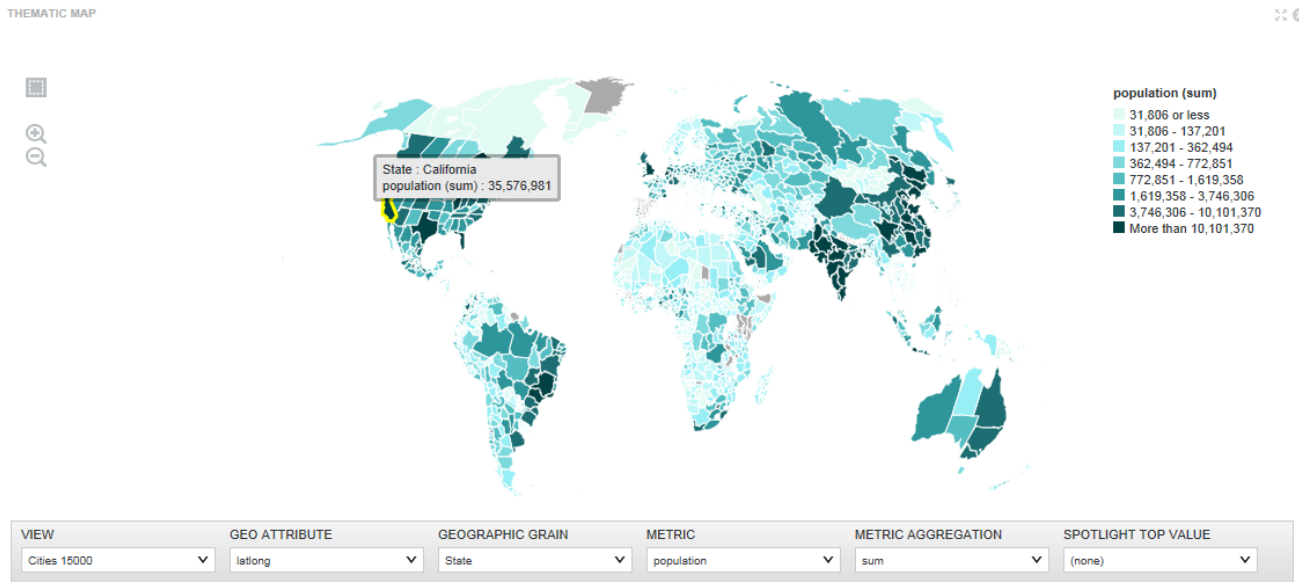 THEMATIC MAP
population (sum)
31,806 or less
31,806 - 137,201
137,201 - 362,494
362,494 - 772,851
772,851 - 1,619,358
1,619,358 - 3,746,306
3,746,306 - 10,101,370
More than 10,101,370
State : California
population (sum) : 35,576,981
VIEW GEO ATTRIBUTE GEOGRAPHIC GRAIN METRIC METRIC AGGREGATION SPOTLIGHT TOP VALUE
Cities 15000 latlong State population sum (none)